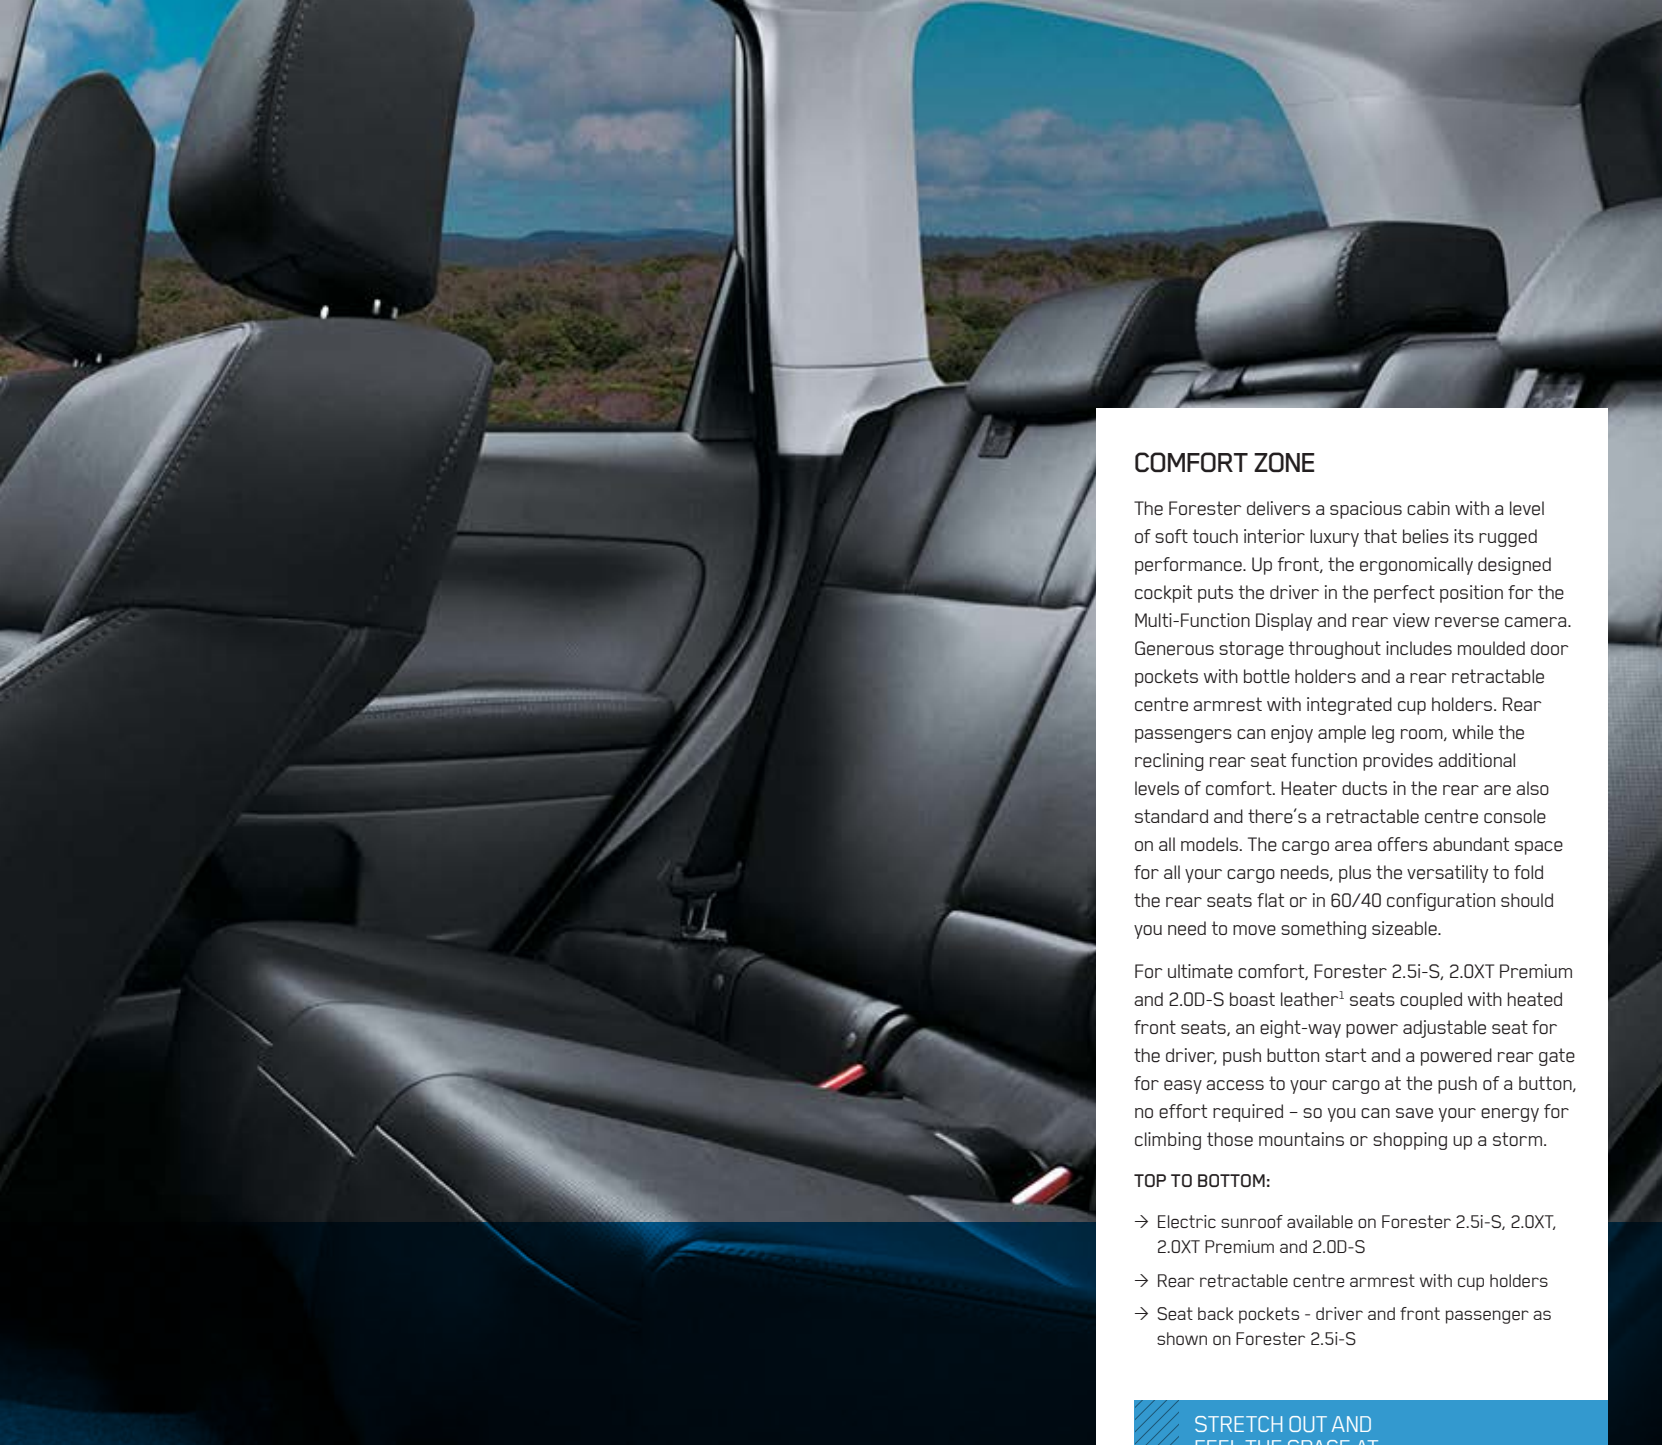 COMFORT ZONE
The Forester delivers a spacious cabin with a level
of soft touch interior luxury that belies its rugged
performance. Up front, the ergonomically designed
cockpit puts the driver in the perfect position for the
Multi-Function Display and rear view reverse camera.
Generous storage throughout includes moulded door
pockets with bottle holders and a rear retractable
centre armrest with integrated cup holders. Rear
passengers can enjoy ample leg room, while the
reclining rear seat function provides additional
levels of comfort. Heater ducts in the rear are also
standard and there's a retractable centre console
on all models. The cargo area offers abundant space
for all your cargo needs, plus the versatility to fold
the rear seats flat or in 60/40 configuration should
you need to move something sizeable.
For ultimate comfort, Forester 2.5i-S, 2.0XT Premium
and 2.0D-S boast leather¹ seats coupled with heated
front seats, an eight-way power adjustable seat for
the driver, push button start and a powered rear gate
for easy access to your cargo at the push of a button,
no effort required – so you can save your energy for
climbing those mountains or shopping up a storm.
TOP TO BOTTOM:
→ Electric sunroof available on Forester 2.5i-S, 2.0XT,
2.0XT Premium and 2.0D-S
→ Rear retractable centre armrest with cup holders
→ Seat back pockets - driver and front passenger as
shown on Forester 2.5i-S
STRETCH OUT AND
FEEL THE SPACE AT